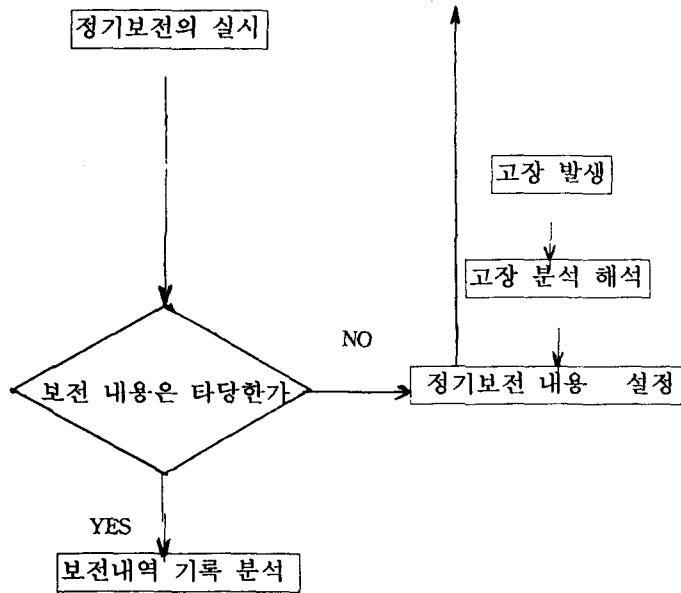 정기보전의 실시
고장 발생
고장 분석 해석
NO
보전 내용은 타당한가
정기보전 내용 설정
YES
보전내역 기록 분석